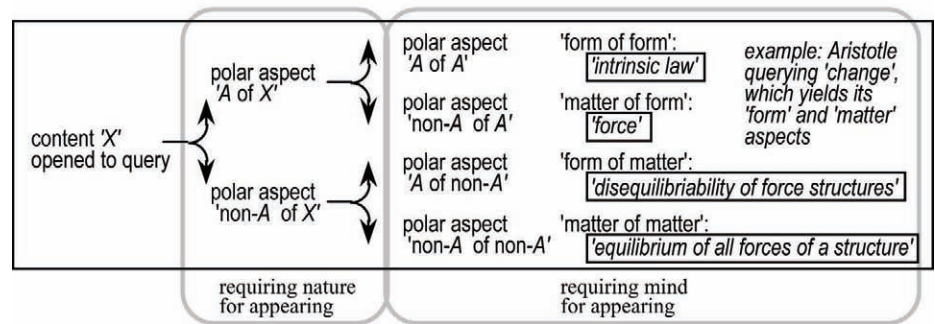 content 'X'
opened to query
polar aspect
'A of X'
polar aspect
'non-A of X'
polar aspect
'A of A'
polar aspect
'non-A of A'
polar aspect
'A of non-A'
polar aspect
'non-A of non-A'
'form of form':
'intrinsic law'
'matter of form':
'force'
'form of matter':
'disequilibriability of force structures'
'matter of matter':
'equilibrium of all forces of a structure'
example: Aristotle
querying 'change',
which yields its
'form' and 'matter'
aspects
requiring nature
for appearing
requiring mind
for appearing